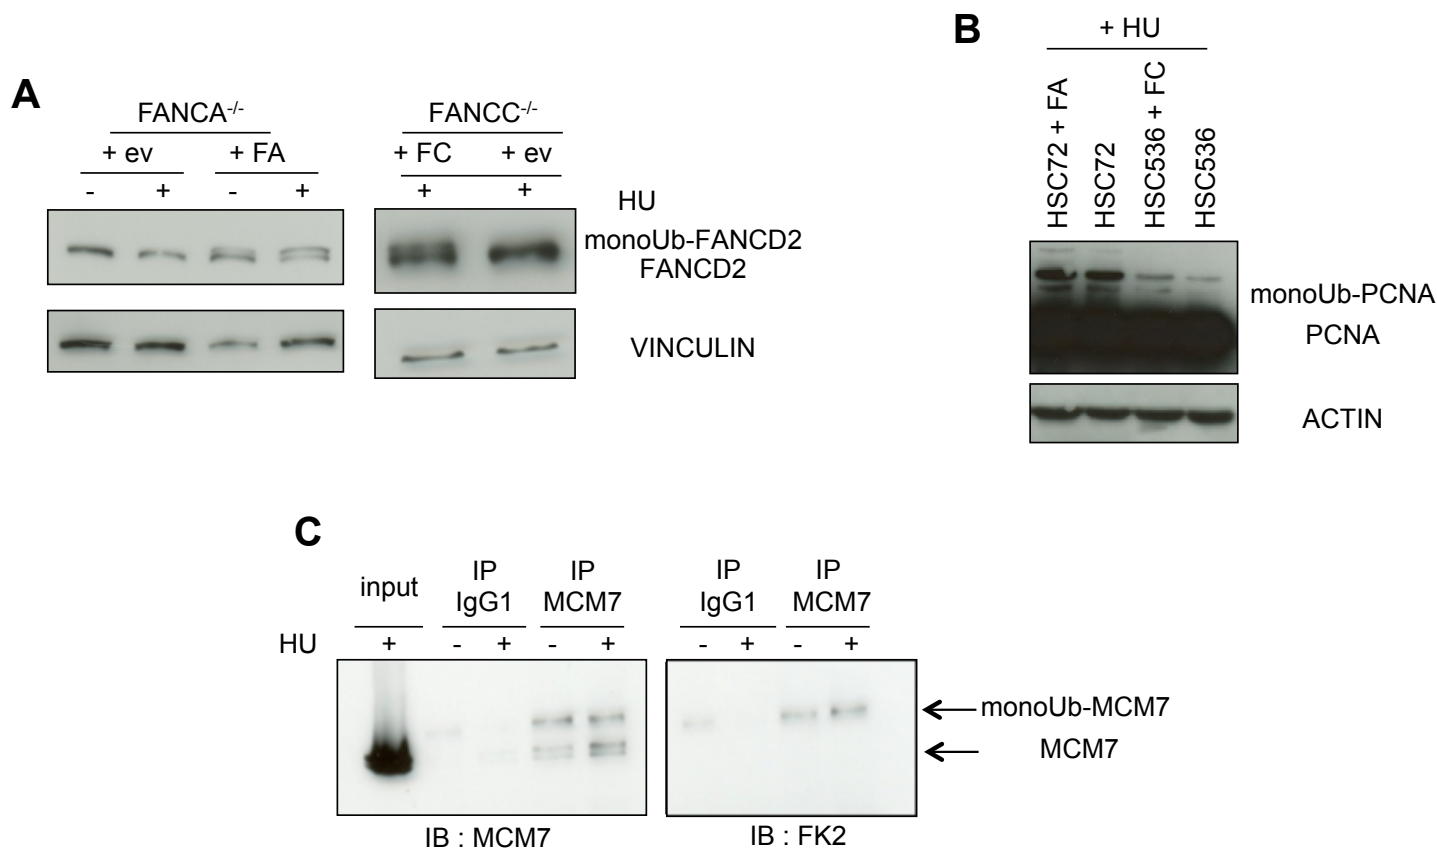 A
FANCA-/-
FANCC-/-
+ ev
+ FA
+ FC
+ ev
-
+
-
+
+
+
HU
monoUb-FANCD2
FANCD2
VINCULIN
B
+ HU
HSC72 + FA
HSC72
HSC536 + FC
HSC536
monoUb-PCNA
PCNA
ACTIN
C
input
IP
IgG1
IP
MCM7
IP
IgG1
IP
MCM7
HU
+
-
+
-
+
-
+
-
+
monoUb-MCM7
MCM7
IB : MCM7
IB : FK2